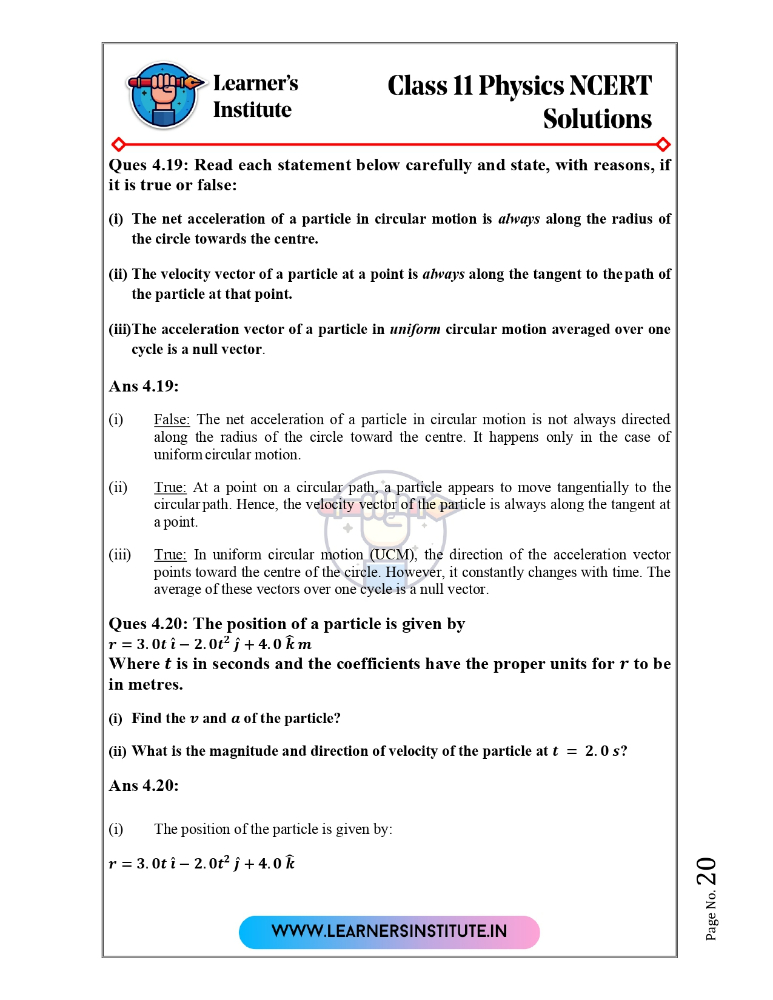 Learner's
Institute
Class 11 Physics NCERT
Solutions
Ques 4.19: Read each statement below carefully and state, with reasons, if
it is true or false:
(i) The net acceleration of a particle in circular motion is always along the radius of
the circle towards the centre.
(ii) The velocity vector of a particle at a point is always along the tangent to thepath of
the particle at that point.
(iii)The acceleration vector of a particle in uniform circular motion averaged over one
cycle is a null vector.
Ans 4.19:
(i) False: The net acceleration of a particle in circular motion is not always directed
along the radius of the circle toward the centre. It happens only in the case of
uniform circular motion.
(ii) True: At a point on a circular path, a particle appears to move tangentially to the
circular path. Hence, the velocity vector of the particle is always along the tangent at
a point.
(iii) True: In uniform circular motion (UCM), the direction of the acceleration vector
points toward the centre of the circle. However, it constantly changes with time. The
average of these vectors over one cycle is a null vector.
Ques 4.20: The position of a particle is given by
r = 3.0t î − 2.0t² ĵ + 4.0 k̂ m
Where t is in seconds and the coefficients have the proper units for r to be
in metres.
(i) Find the v and a of the particle?
(ii) What is the magnitude and direction of velocity of the particle at t = 2.0 s?
Ans 4.20:
(i) The position of the particle is given by:
r = 3.0t î − 2.0t² ĵ + 4.0 k̂
WWW.LEARNERSINSTITUTE.IN
Page No. 20